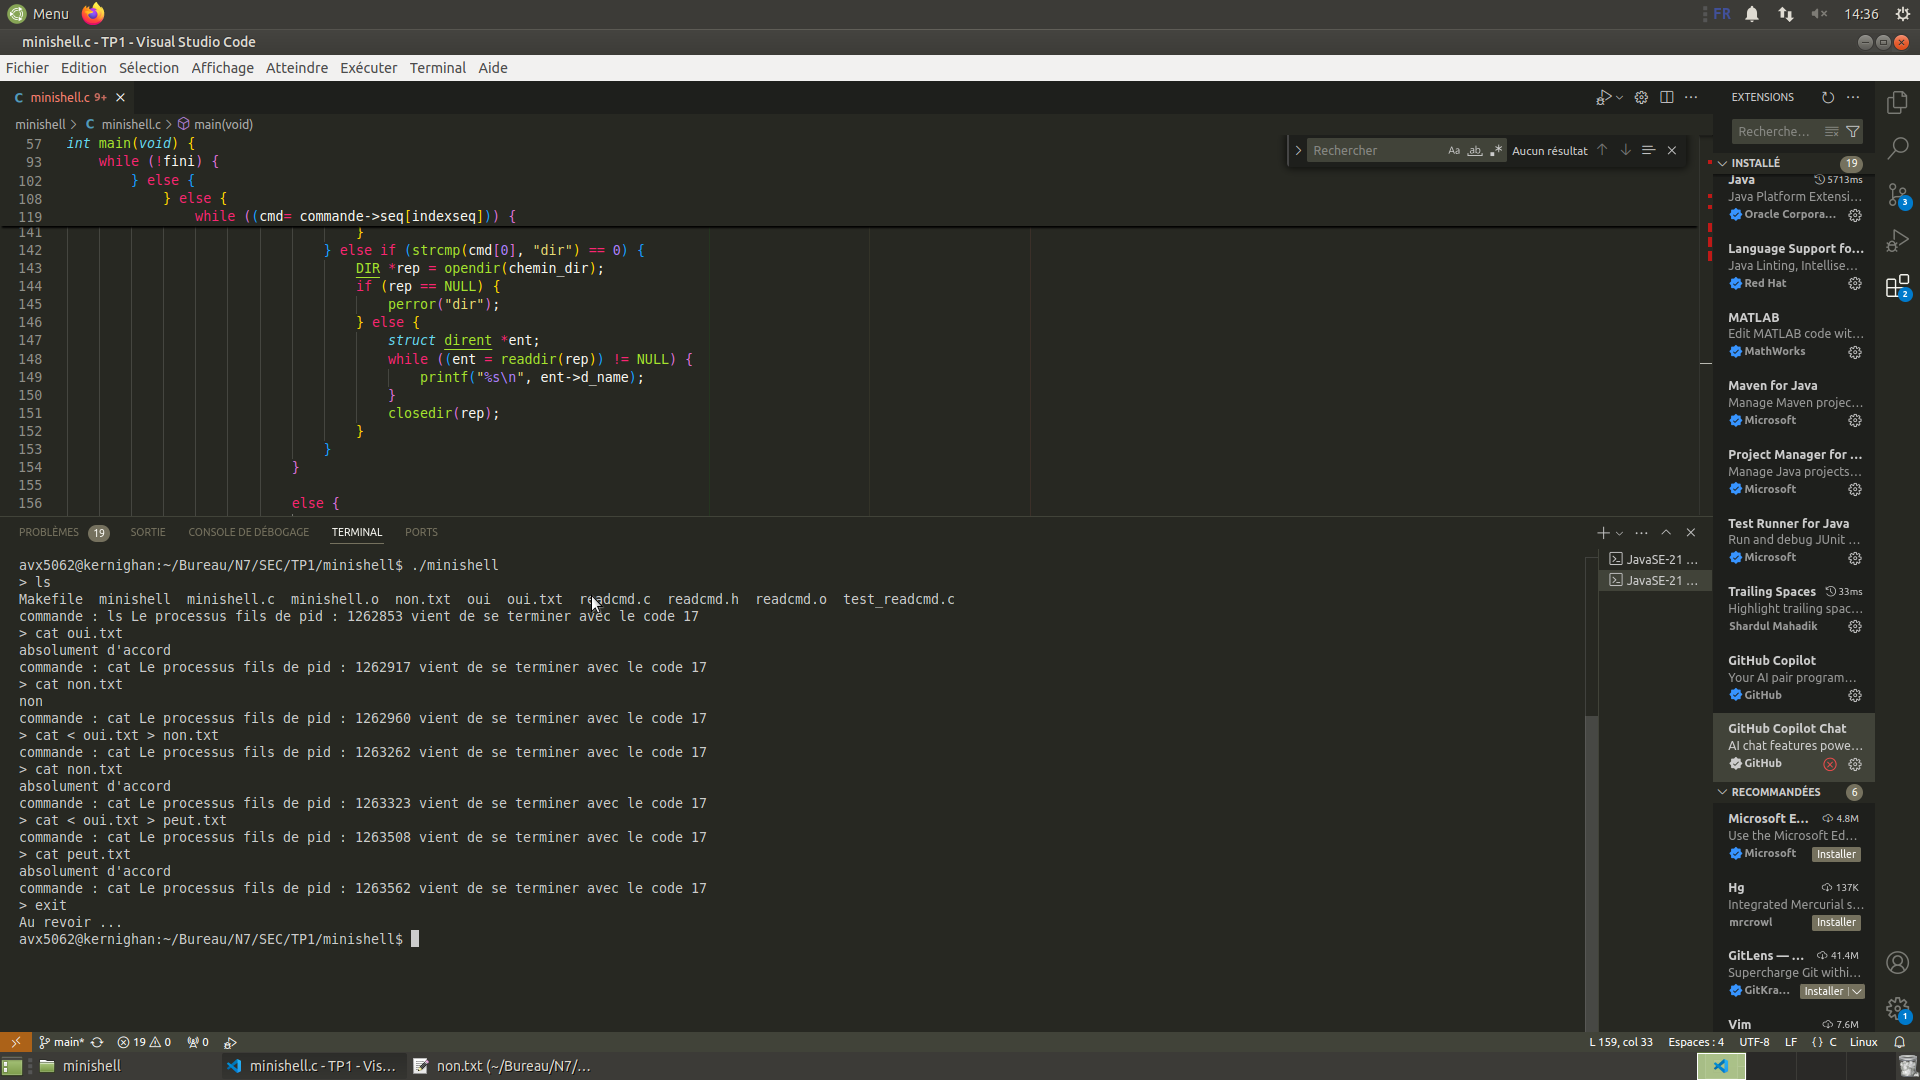 Menu
FR
14:36
minishell.c - TP1 - Visual Studio Code
Fichier Edition Sélection Affichage Atteindre Exécuter Terminal Aide
C minishell.c 9+
minishell > C minishell.c > main(void)
57 int main(void) {
93 while (!fini) {
102 } else {
108 } else {
119 while ((cmd= commande->seq[indexseq])) {
141 }
142 } else if (strcmp(cmd[0], "dir") == 0) {
143 DIR *rep = opendir(chemin_dir);
144 if (rep == NULL) {
145 perror("dir");
146 } else {
147 struct dirent *ent;
148 while ((ent = readdir(rep)) != NULL) {
149 printf("%s\n", ent->d_name);
150 }
151 closedir(rep);
152 }
153 }
154 }
155
156 else {
Rechercher Aa ab Aucun résultat
PROBLÈMES 19 SORTIE CONSOLE DE DÉBOGAGE TERMINAL PORTS
avx5062@kernighan:~/Bureau/N7/SEC/TP1/minishell$ ./minishell
> ls
Makefile minishell minishell.c minishell.o non.txt oui oui.txt readcmd.c readcmd.h readcmd.o test_readcmd.c
commande : ls Le processus fils de pid : 1262853 vient de se terminer avec le code 17
> cat oui.txt
absolument d'accord
commande : cat Le processus fils de pid : 1262917 vient de se terminer avec le code 17
> cat non.txt
non
commande : cat Le processus fils de pid : 1262960 vient de se terminer avec le code 17
> cat < oui.txt > non.txt
commande : cat Le processus fils de pid : 1263262 vient de se terminer avec le code 17
> cat non.txt
absolument d'accord
commande : cat Le processus fils de pid : 1263323 vient de se terminer avec le code 17
> cat < oui.txt > peut.txt
commande : cat Le processus fils de pid : 1263508 vient de se terminer avec le code 17
> cat peut.txt
absolument d'accord
commande : cat Le processus fils de pid : 1263562 vient de se terminer avec le code 17
> exit
Au revoir ...
avx5062@kernighan:~/Bureau/N7/SEC/TP1/minishell$
JavaSE-21 ...
JavaSE-21 ...
EXTENSIONS
Recherche...
INSTALLÉ 19
Java 5713ms
Java Platform Extensi...
Oracle Corpora...
Language Support fo...
Java Linting, Intellise...
Red Hat
MATLAB
Edit MATLAB code wit...
MathWorks
Maven for Java
Manage Maven projec...
Microsoft
Project Manager for ...
Manage Java projects...
Microsoft
Test Runner for Java
Run and debug JUnit ...
Microsoft
Trailing Spaces 33ms
Highlight trailing spac...
Shardul Mahadik
GitHub Copilot
Your AI pair program...
GitHub
GitHub Copilot Chat
AI chat features powe...
GitHub
RECOMMANDÉES 6
Microsoft E... 4.8M
Use the Microsoft Ed...
Microsoft Installer
Hg 137K
Integrated Mercurial s...
mrcrowl Installer
GitLens — ... 41.4M
Supercharge Git withi...
GitKra... Installer
Vim 7.6M
3
2
1
main* 19 0 0
L 159, col 33 Espaces : 4 UTF-8 LF {} C Linux
minishell
minishell.c - TP1 - Vis...
non.txt (~/Bureau/N7/...